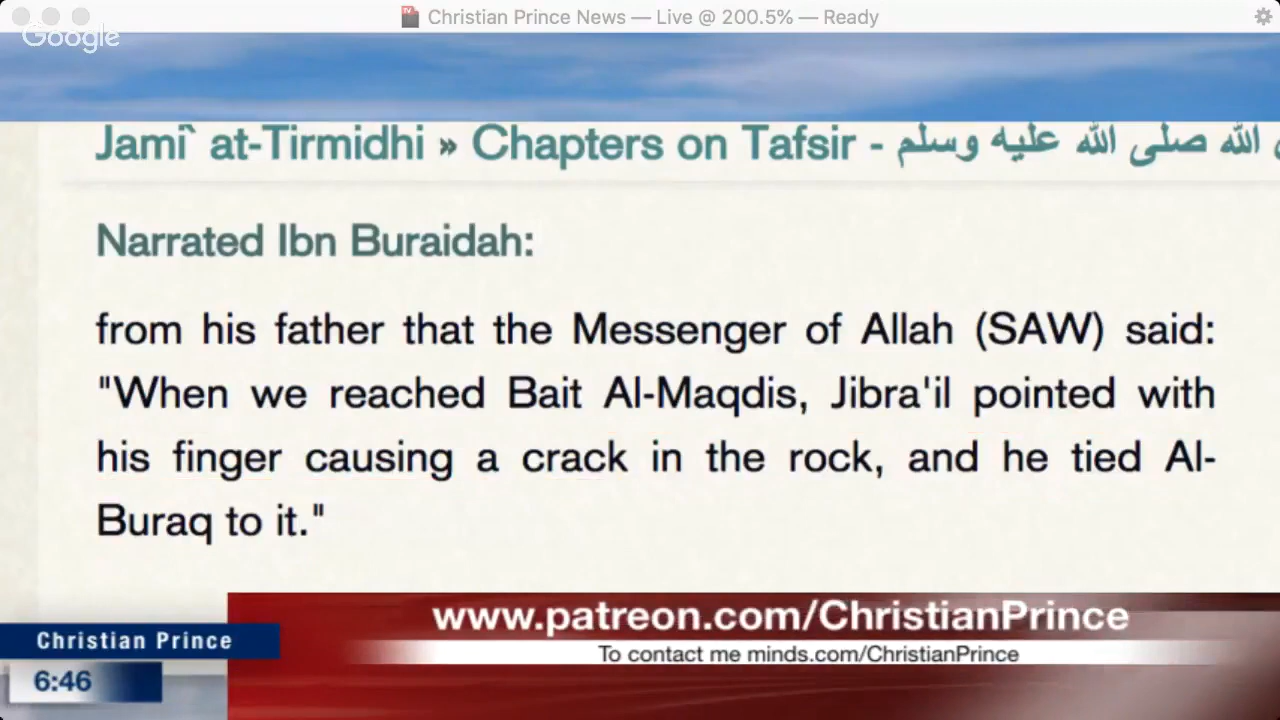 Christian Prince News — Live @ 200.5% — Ready
Google
Jami` at-Tirmidhi » Chapters on Tafsir - الله صلى الله عليه وسلم
Narrated Ibn Buraidah:
from his father that the Messenger of Allah (SAW) said:
"When we reached Bait Al-Maqdis, Jibra'il pointed with
his finger causing a crack in the rock, and he tied Al-
Buraq to it."
www.patreon.com/ChristianPrince
Christian Prince
To contact me minds.com/ChristianPrince
6:46